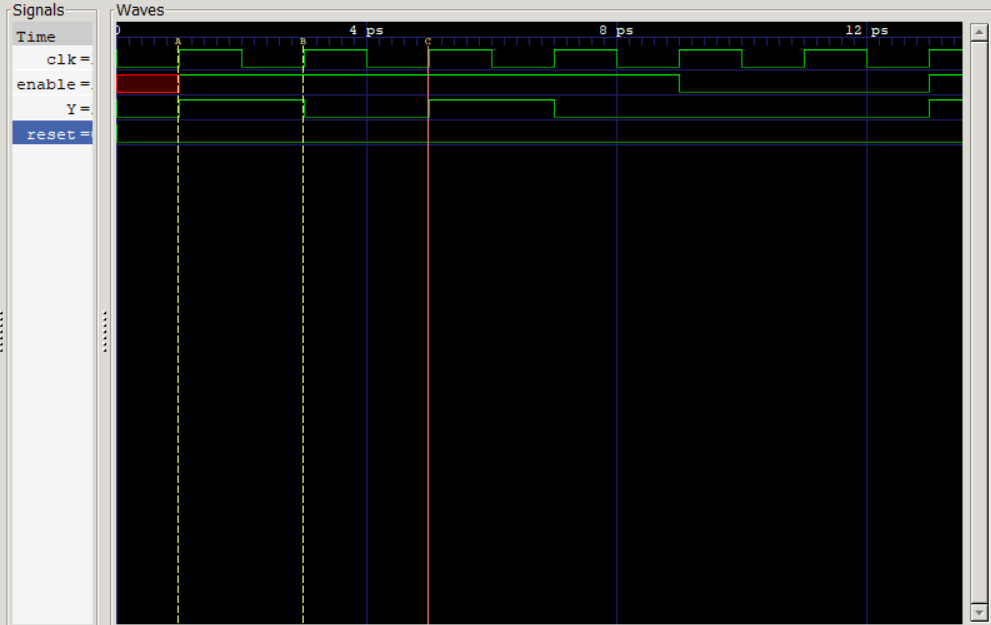 Signals
Waves
Time
0
4 ps
8 ps
12 ps
A
B
C
clk=
enable=
Y=
reset=